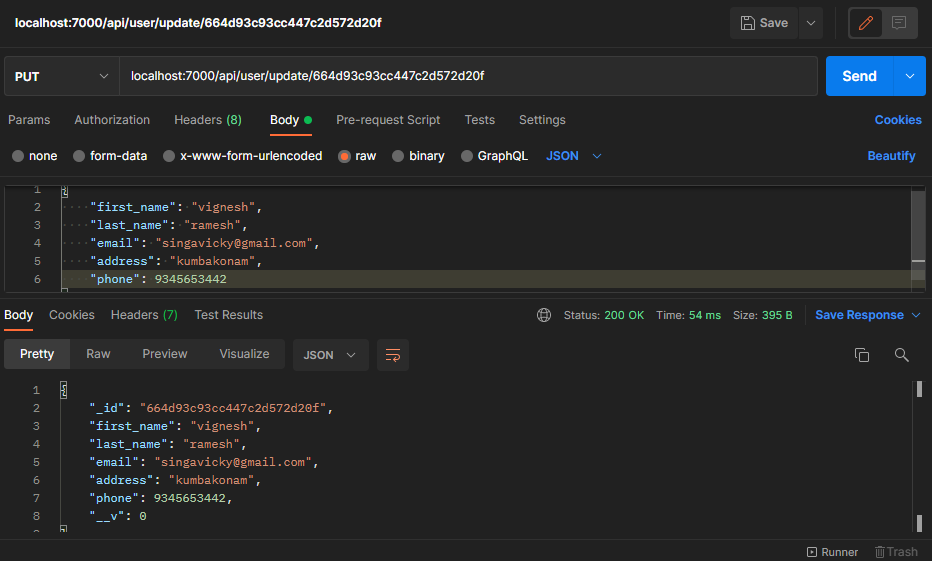 localhost:7000/api/user/update/664d93c93cc447c2d572d20f Save
PUT localhost:7000/api/user/update/664d93c93cc447c2d572d20f Send
Params Authorization Headers (8) Body Pre-request Script Tests Settings Cookies
none form-data x-www-form-urlencoded raw binary GraphQL JSON Beautify
1 {
2 "first_name": "vignesh",
3 "last_name": "ramesh",
4 "email": "singavicky@gmail.com",
5 "address": "kumbakonam",
6 "phone": 9345653442
Body Cookies Headers (7) Test Results Status: 200 OK Time: 54 ms Size: 395 B Save Response
Pretty Raw Preview Visualize JSON
1 {
2 "_id": "664d93c93cc447c2d572d20f",
3 "first_name": "vignesh",
4 "last_name": "ramesh",
5 "email": "singavicky@gmail.com",
6 "address": "kumbakonam",
7 "phone": 9345653442,
8 "__v": 0
9 }
Runner Trash